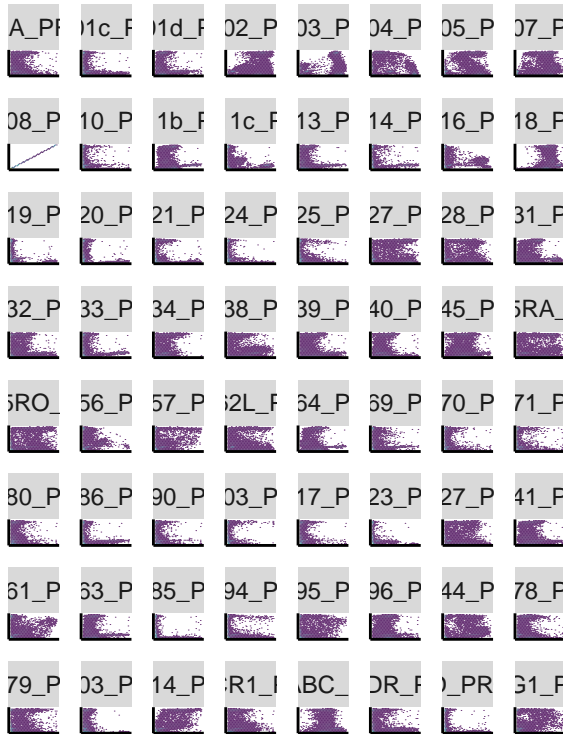 A_PF 01c_F 01d_F 02_P 03_P 04_P 05_P 07_P
08_P 10_P 1b_F 1c_F 13_P 14_P 16_P 18_P
19_P 20_P 21_P 24_P 25_P 27_P 28_P 31_P
32_P 33_P 34_P 38_P 39_P 40_P 45_P 5RA_
5RO_ 56_P 57_P 62L_F 64_P 69_P 70_P 71_P
80_P 86_P 90_P 03_P 17_P 23_P 27_P 41_P
61_P 63_P 85_P 94_P 95_P 96_P 44_P 78_P
79_P 03_P 14_P CR1_F ABC_ DR_F D_PR G1_P